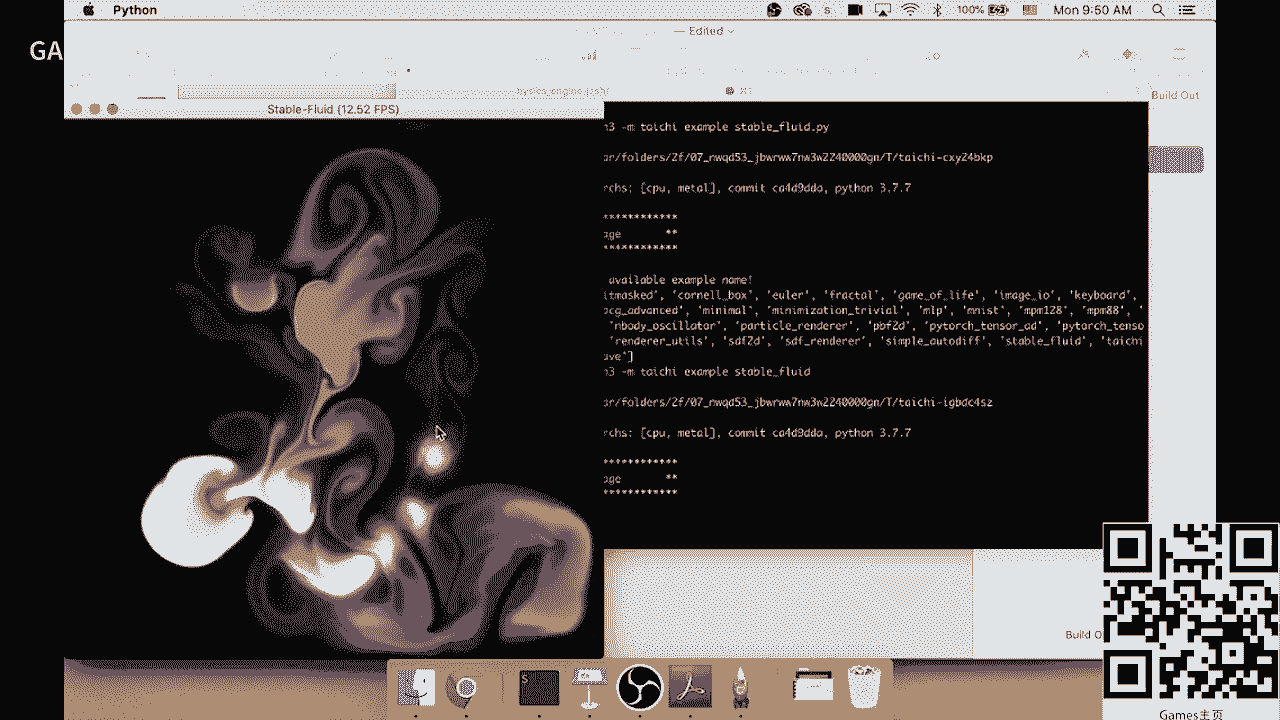 Python
S
100%
Mon 9:50 AM
GA
— Edited
Build Out
Stable-Fluid (12.52 FPS)
n3 -m taichi example stable_fluid.py
ar/folders/2f/07_nwqd53_jbwrww7nw3w2240000gn/T/taichi-cxy24bkp
rchs: [cpu, metal], commit ca4d9dda, python 3.7.7
************
age **
************
available example name!
itmasked', 'cornell_box', 'euler', 'fractal', 'game_of_life', 'image_io', 'keyboard',
pcg_advanced', 'minimal', 'minimization_trivial', 'mlp', 'mnist', 'mpm128', 'mpm88', '
'nbody_oscillator', 'particle_renderer', 'pbf2d', 'pytorch_tensor_ad', 'pytorch_tenso
'renderer_utils', 'sdf2d', 'sdf_renderer', 'simple_autodiff', 'stable_fluid', 'taichi
ave']
n3 -m taichi example stable_fluid
ar/folders/2f/07_nwqd53_jbwrww7nw3w2240000gn/T/taichi-igbdc4sz
rchs: [cpu, metal], commit ca4d9dda, python 3.7.7
************
age **
************
Build O
Games主页